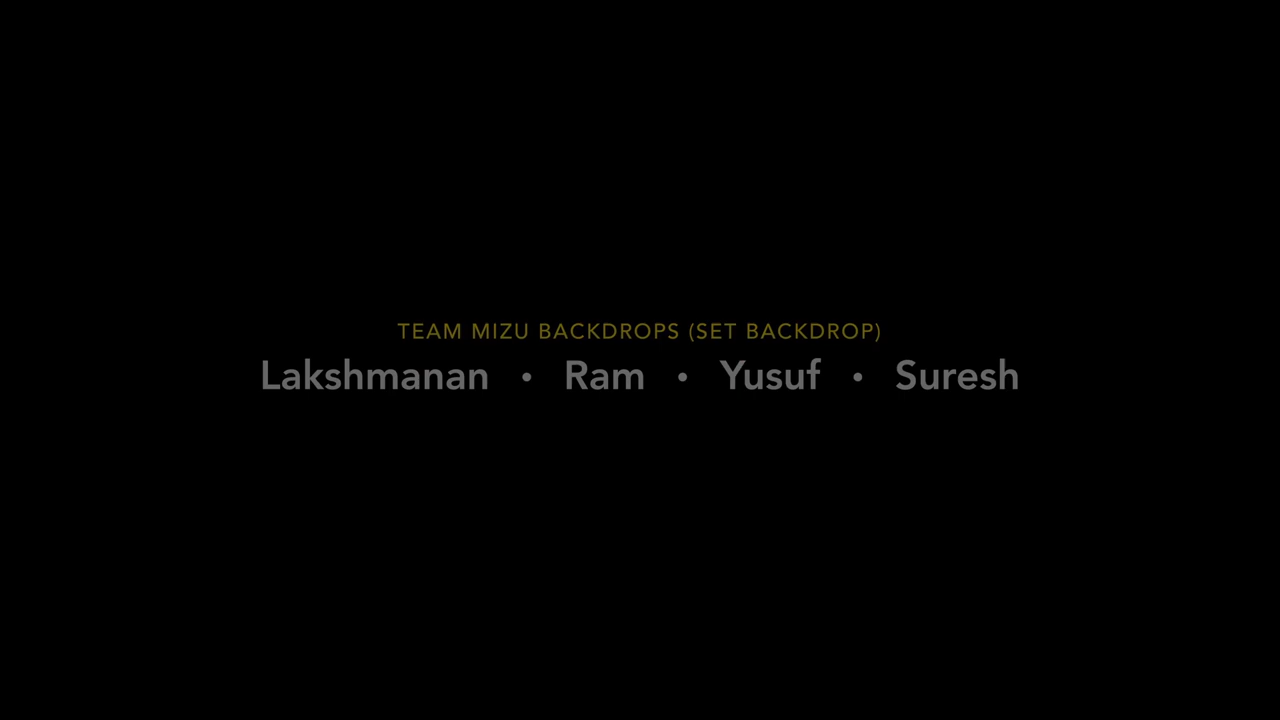 TEAM MIZU BACKDROPS (SET BACKDROP)
Lakshmanan • Ram • Yusuf • Suresh